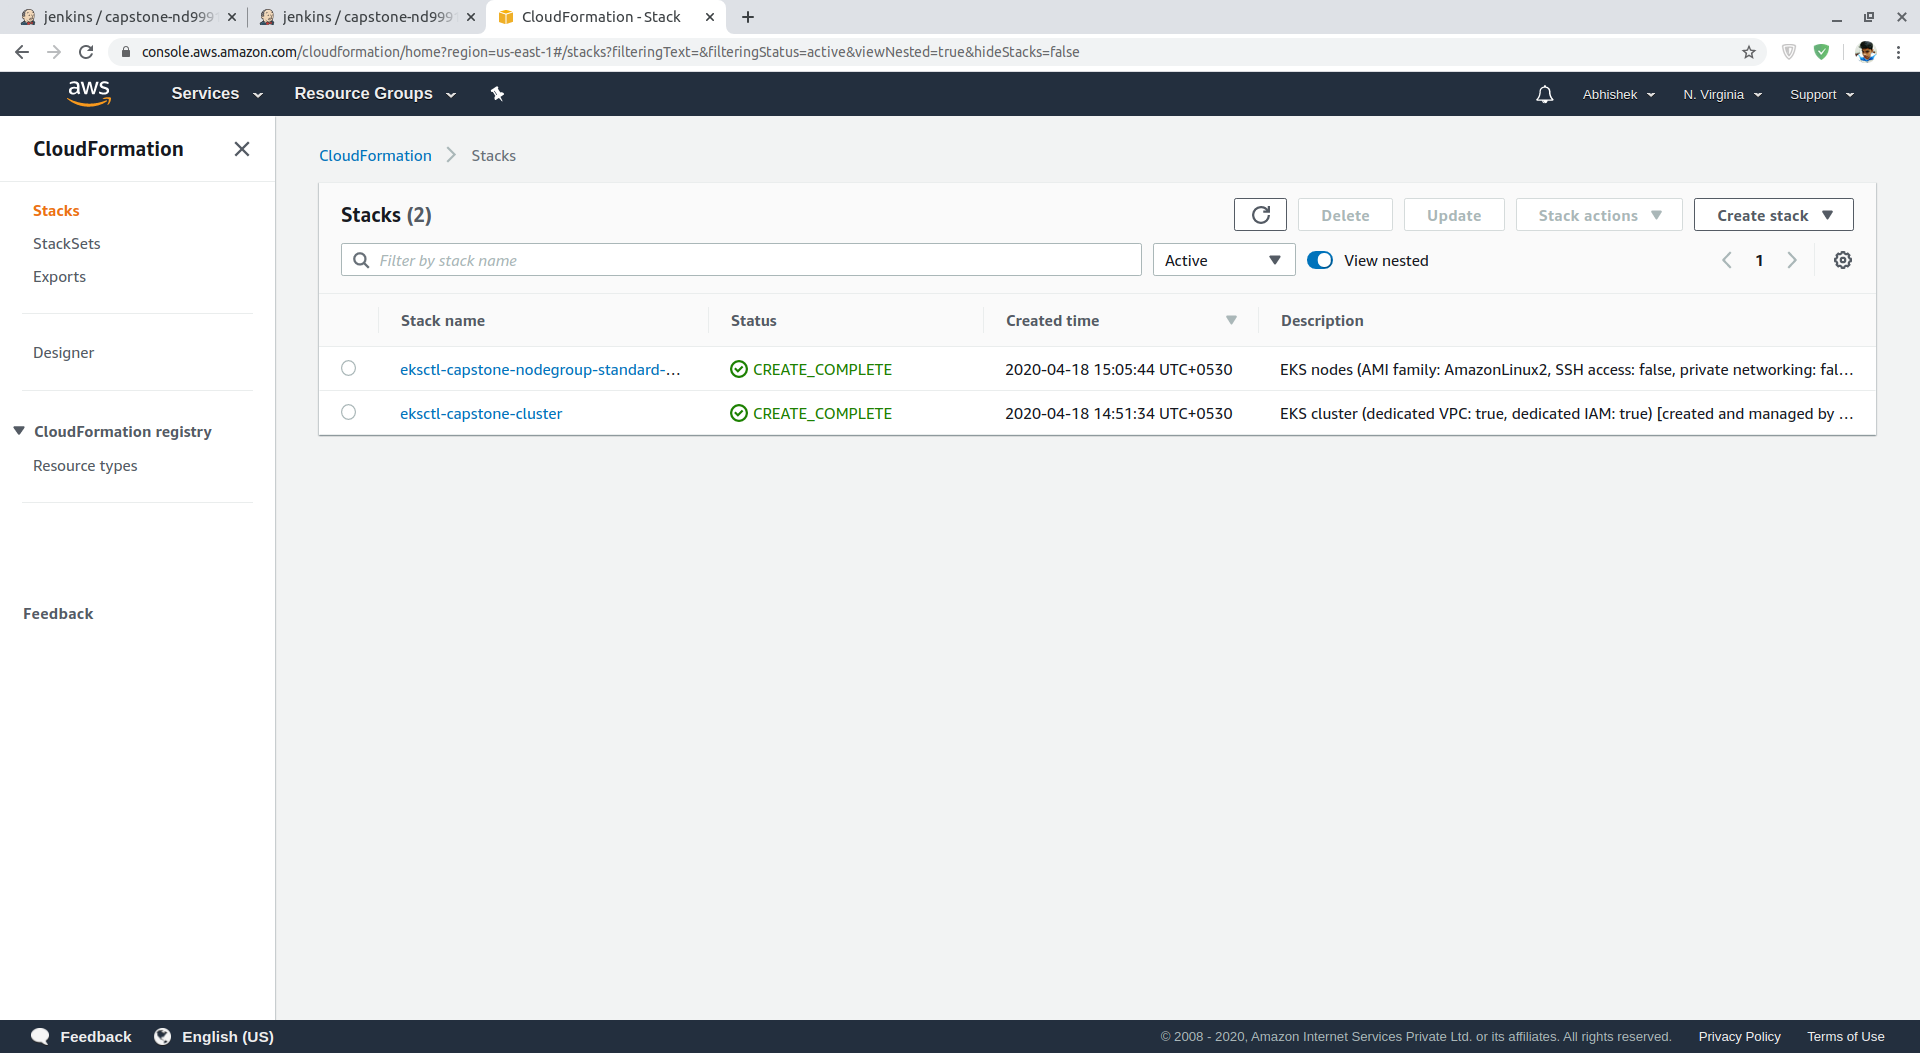 jenkins / capstone-nd9991
jenkins / capstone-nd9991
CloudFormation - Stack
console.aws.amazon.com/cloudformation/home?region=us-east-1#/stacks?filteringText=&filteringStatus=active&viewNested=true&hideStacks=false
aws
Services
Resource Groups
Abhishek
N. Virginia
Support
CloudFormation
Stacks
StackSets
Exports
Designer
CloudFormation registry
Resource types
Feedback
CloudFormation
Stacks
Stacks (2)
Delete
Update
Stack actions
Create stack
Filter by stack name
Active
View nested
1
Stack name
Status
Created time
Description
eksctl-capstone-nodegroup-standard-...
CREATE_COMPLETE
2020-04-18 15:05:44 UTC+0530
EKS nodes (AMI family: AmazonLinux2, SSH access: false, private networking: fal...
eksctl-capstone-cluster
CREATE_COMPLETE
2020-04-18 14:51:34 UTC+0530
EKS cluster (dedicated VPC: true, dedicated IAM: true) [created and managed by ...
Feedback
English (US)
© 2008 - 2020, Amazon Internet Services Private Ltd. or its affiliates. All rights reserved.
Privacy Policy
Terms of Use